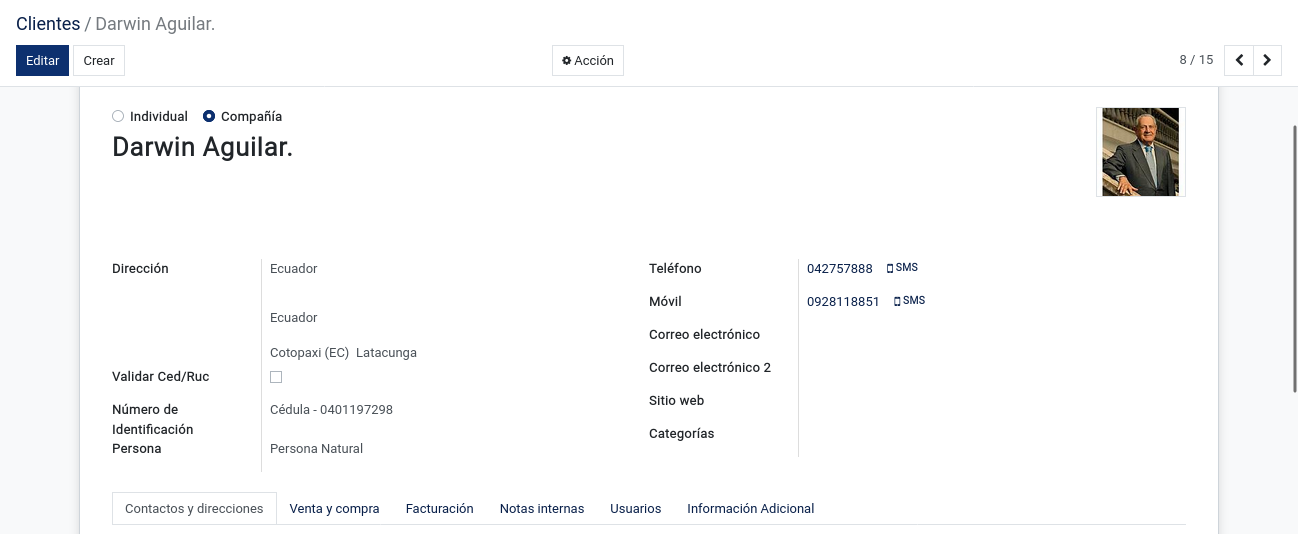 Clientes / Darwin Aguilar.
Editar Crear Acción 8 / 15
Individual Compañía
Darwin Aguilar.
Dirección Ecuador
Ecuador
Cotopaxi (EC) Latacunga
Validar Ced/Ruc
Número de Identificación Cédula - 0401197298
Persona Persona Natural
Teléfono 042757888 SMS
Móvil 0928118851 SMS
Correo electrónico
Correo electrónico 2
Sitio web
Categorías
Contactos y direcciones Venta y compra Facturación Notas internas Usuarios Información Adicional